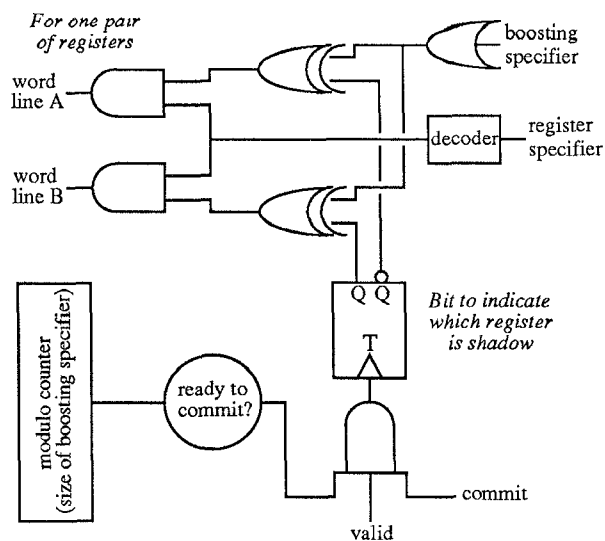 For one pair
of registers
word
line A
boosting
specifier
decoder
register
specifier
word
line B
Q Q
T
Bit to indicate
which register
is shadow
modulo counter
(size of boosting specifier)
ready to
commit?
commit
valid